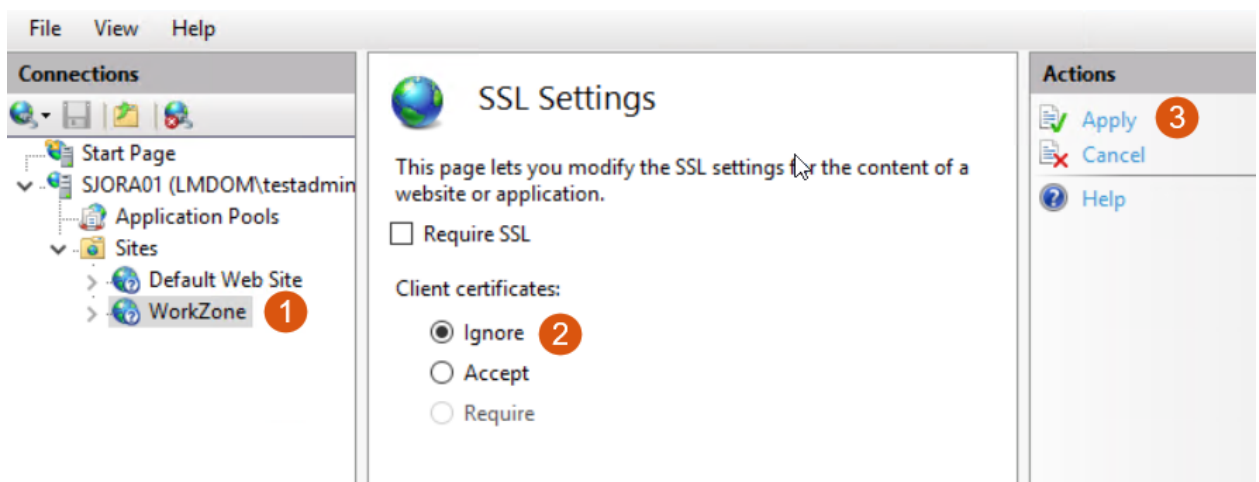 File View Help
Connections
Start Page
SJORA01 (LMDOM\testadmin
Application Pools
Sites
Default Web Site
WorkZone 1
SSL Settings
This page lets you modify the SSL settings for the content of a
website or application.
Require SSL
Client certificates:
Ignore 2
Accept
Require
Actions
Apply 3
Cancel
Help